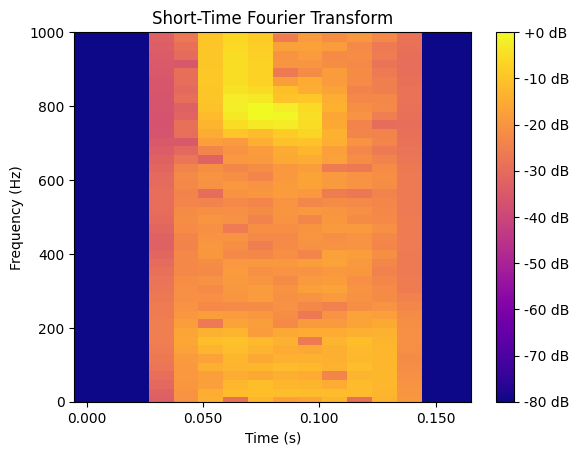 Short-Time Fourier Transform
1000
800
600
400
200
0
Frequency (Hz)
0.000
0.050
0.100
0.150
Time (s)
+0 dB
-10 dB
-20 dB
-30 dB
-40 dB
-50 dB
-60 dB
-70 dB
-80 dB